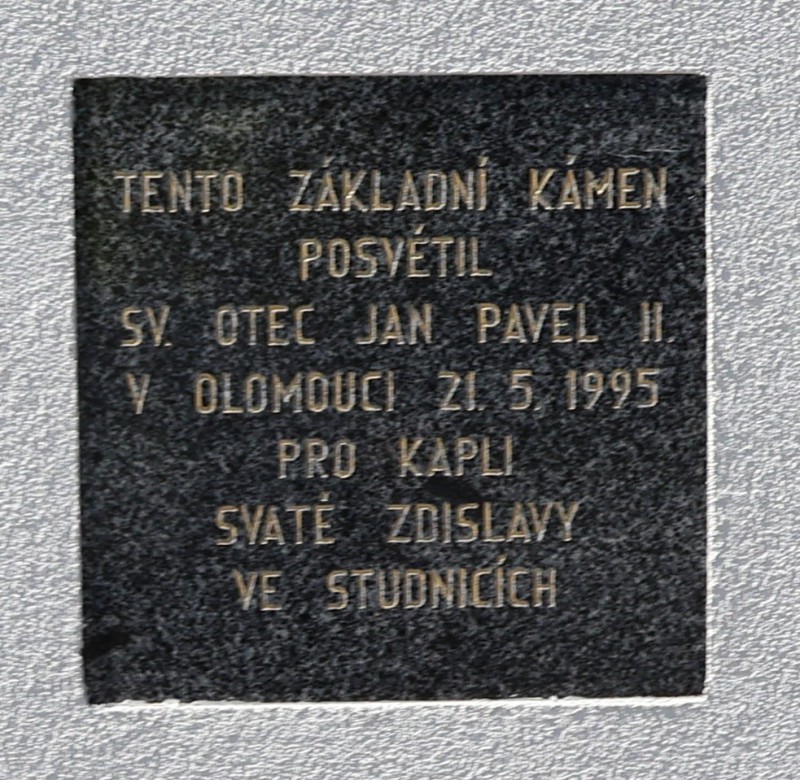 TENTO ZÁKLADNÍ KÁMEN
POSVĚTIL
SV. OTEC JAN PAVEL II.
V OLOMOUCI 21. 5. 1995
PRO KAPLI
SVATÉ ZDISLAVY
VE STUDNICÍCH